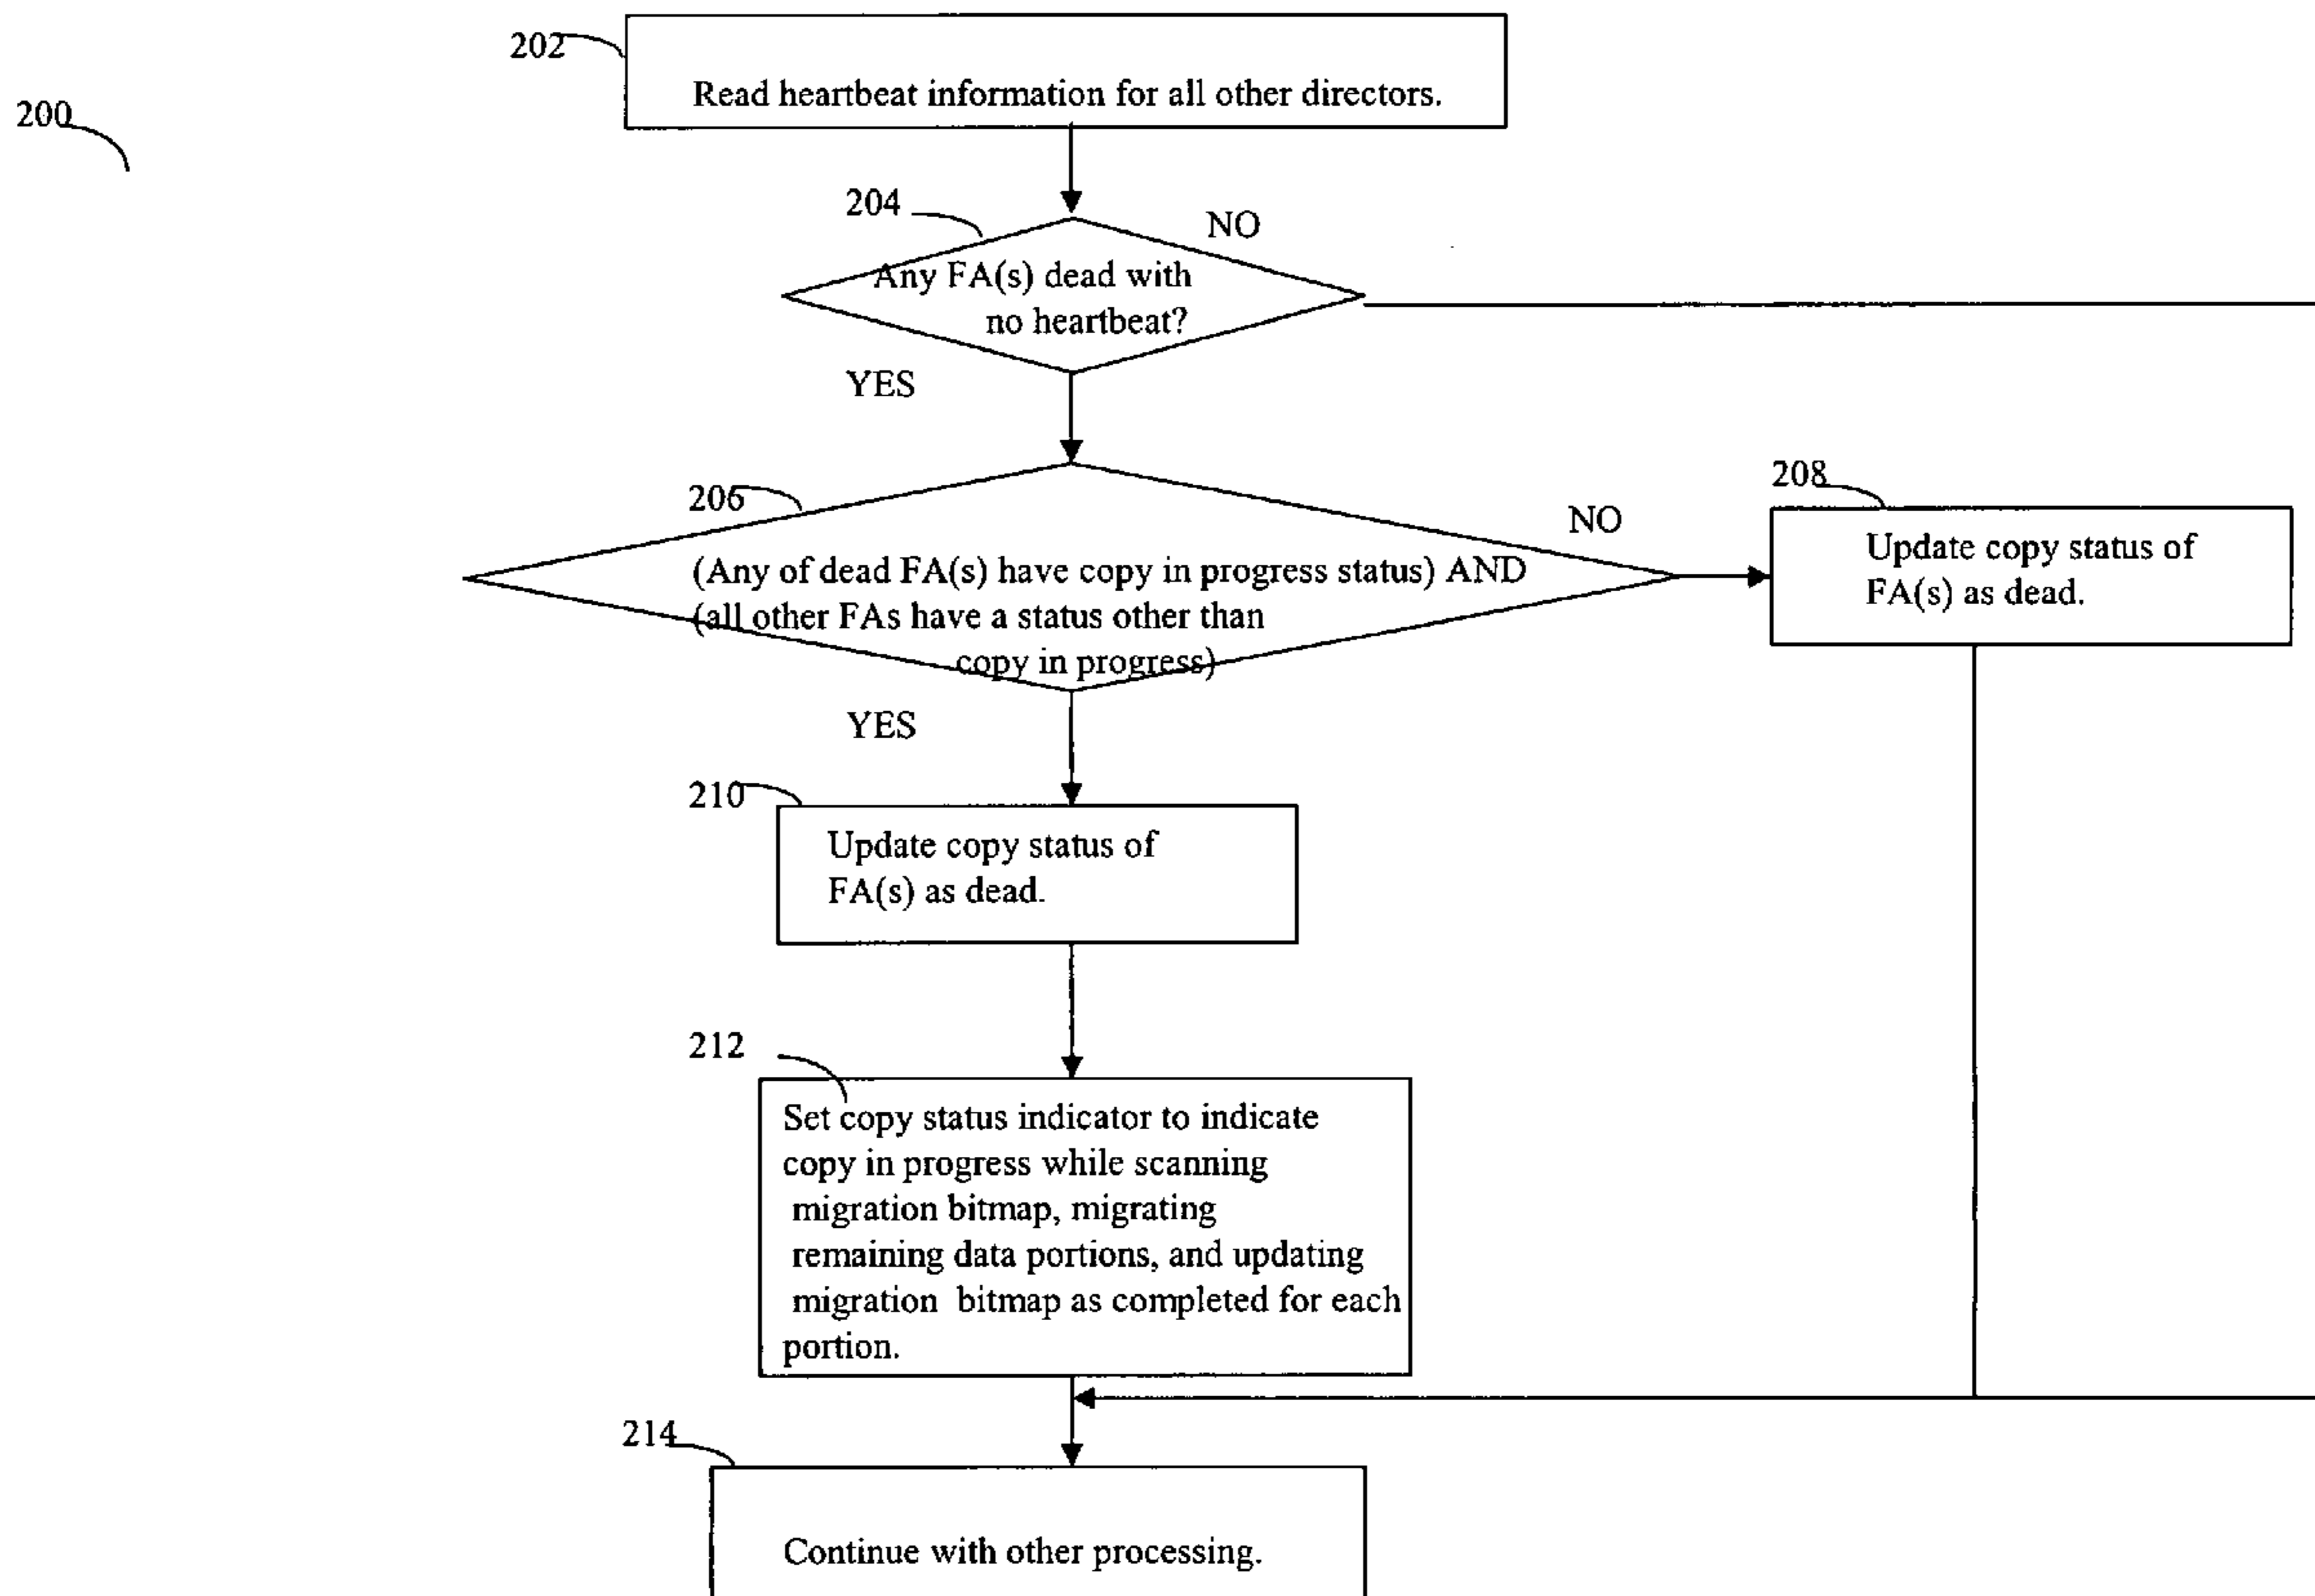 202
Read heartbeat information for all other directors.
200
204
NO
Any FA(s) dead with
no heartbeat?
YES
206
NO
208
(Any of dead FA(s) have copy in progress status) AND
(all other FAs have a status other than
copy in progress)
Update copy status of
FA(s) as dead.
YES
210
Update copy status of
FA(s) as dead.
212
Set copy status indicator to indicate
copy in progress while scanning
migration bitmap, migrating
remaining data portions, and updating
migration bitmap as completed for each
portion.
214
Continue with other processing.